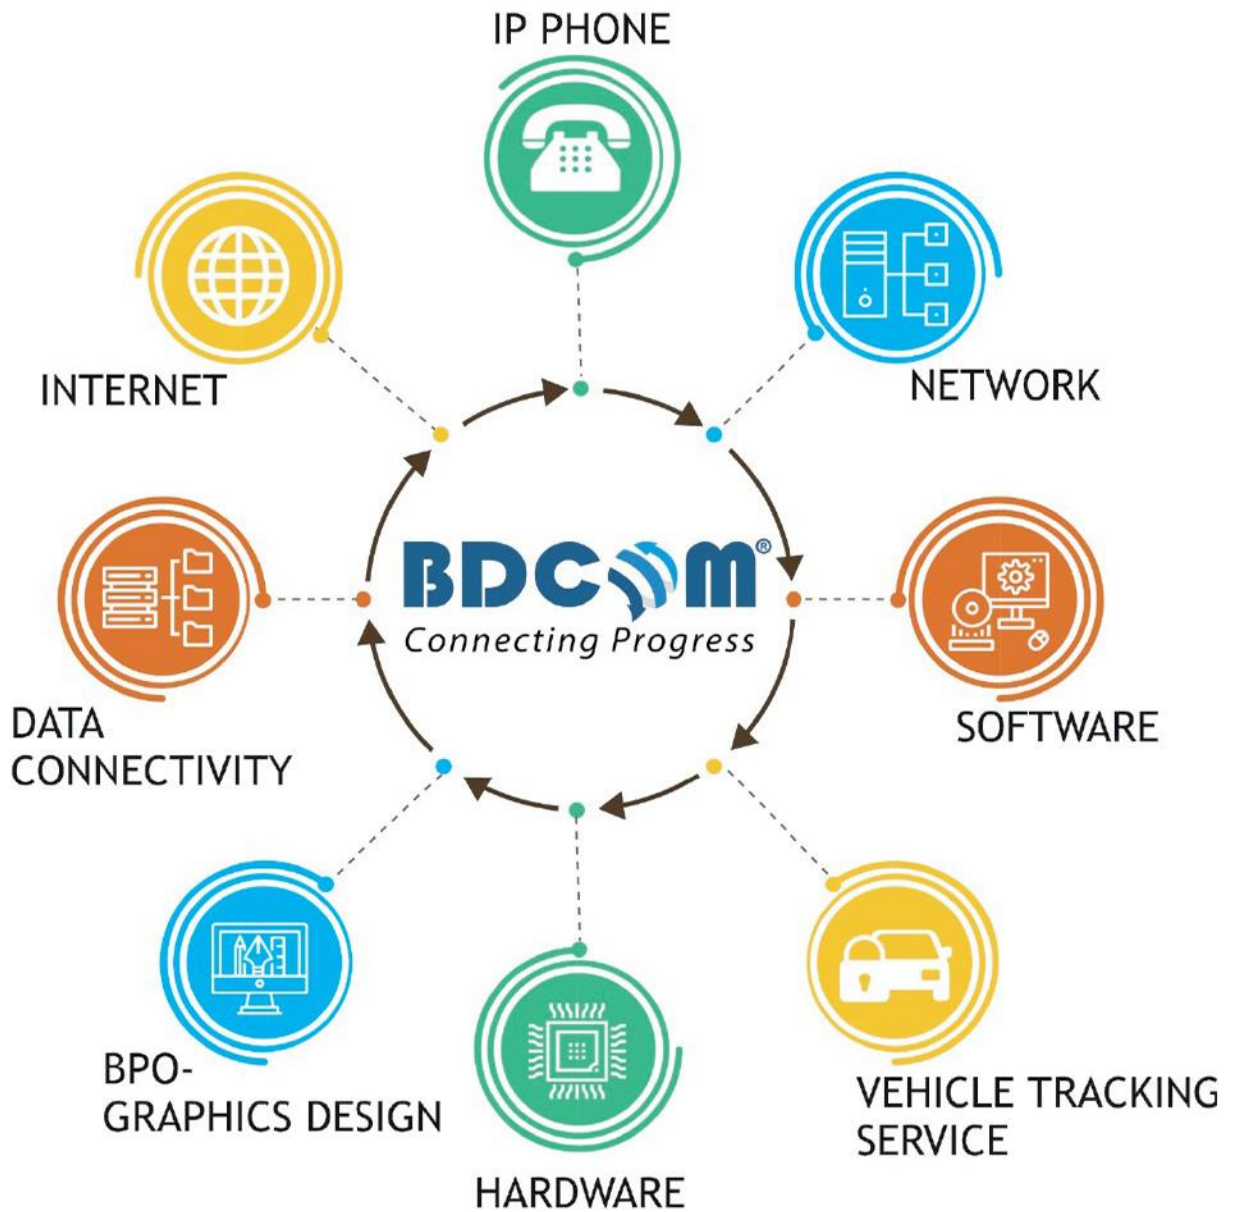 IP PHONE
NETWORK
INTERNET
BDCOM®
Connecting Progress
SOFTWARE
DATA
CONNECTIVITY
BPO-
GRAPHICS DESIGN
VEHICLE TRACKING
SERVICE
HARDWARE